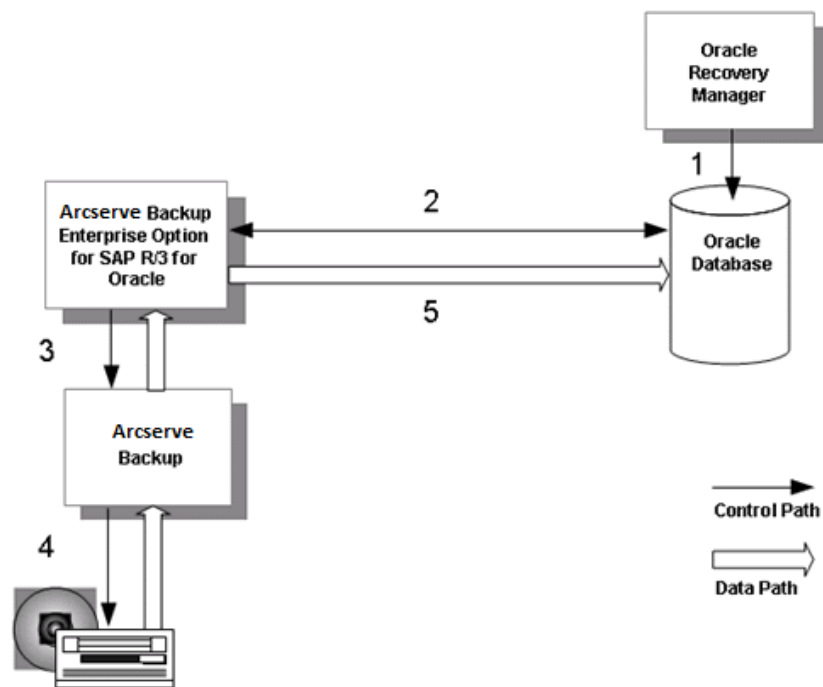 Oracle
Recovery
Manager
1
Arcserve Backup
Enterprise Option
for SAP R/3 for
Oracle
2
Oracle
Database
5
3
Arcserve
Backup
4
Control Path
Data Path